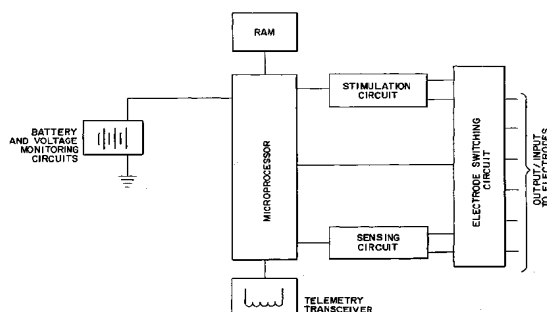 RAM
MICROPROCESSOR
STIMULATION
CIRCUIT
BATTERY
AND VOLTAGE
MONITORING
CIRCUITS
ELECTRODE SWITCHING
CIRCUIT
OUTPUT/INPUT
TO ELECTRODES
SENSING
CIRCUIT
TELEMETRY
TRANSCEIVER